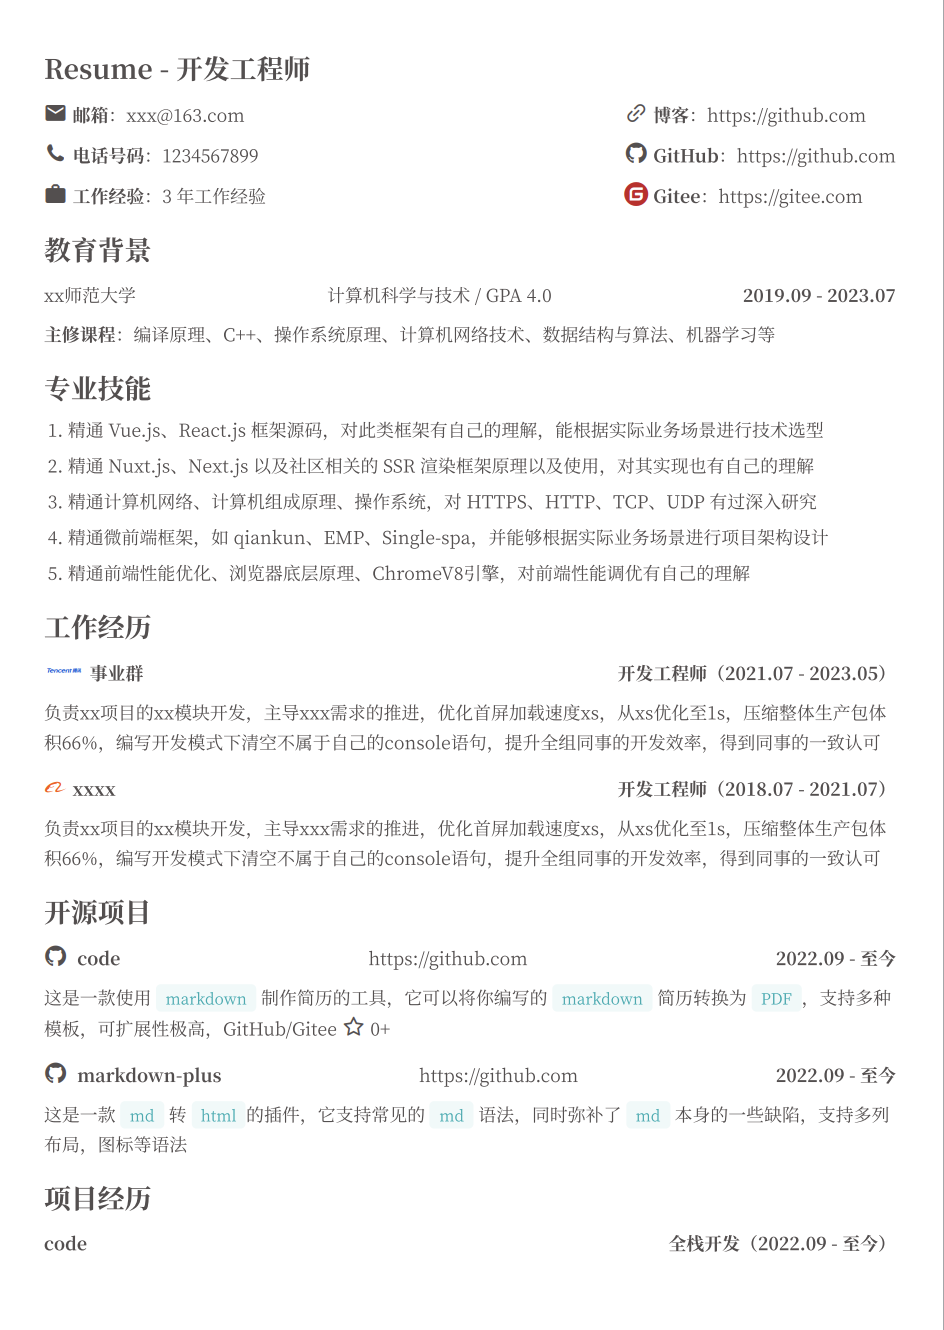 Resume - 开发工程师
邮箱：xxx@163.com
博客：https://github.com
电话号码：1234567899
GitHub：https://github.com
工作经验：3 年工作经验
Gitee：https://gitee.com
教育背景
xx师范大学 计算机科学与技术 / GPA 4.0 2019.09 - 2023.07
主修课程：编译原理、C++、操作系统原理、计算机网络技术、数据结构与算法、机器学习等
专业技能
1. 精通 Vue.js、React.js 框架源码，对此类框架有自己的理解，能根据实际业务场景进行技术选型
2. 精通 Nuxt.js、Next.js 以及社区相关的 SSR 渲染框架原理以及使用，对其实现也有自己的理解
3. 精通计算机网络、计算机组成原理、操作系统，对 HTTPS、HTTP、TCP、UDP 有过深入研究
4. 精通微前端框架，如 qiankun、EMP、Single-spa，并能够根据实际业务场景进行项目架构设计
5. 精通前端性能优化、浏览器底层原理、ChromeV8引擎，对前端性能调优有自己的理解
工作经历
Tencent 腾讯 事业群 开发工程师（2021.07 - 2023.05）
负责xx项目的xx模块开发，主导xxx需求的推进，优化首屏加载速度xs，从xs优化至1s，压缩整体生产包体
积66%，编写开发模式下清空不属于自己的console语句，提升全组同事的开发效率，得到同事的一致认可
xxxx 开发工程师（2018.07 - 2021.07）
负责xx项目的xx模块开发，主导xxx需求的推进，优化首屏加载速度xs，从xs优化至1s，压缩整体生产包体
积66%，编写开发模式下清空不属于自己的console语句，提升全组同事的开发效率，得到同事的一致认可
开源项目
code https://github.com 2022.09 - 至今
这是一款使用 markdown 制作简历的工具，它可以将你编写的 markdown 简历转换为 PDF ，支持多种
模板，可扩展性极高，GitHub/Gitee 0+
markdown-plus https://github.com 2022.09 - 至今
这是一款 md 转 html 的插件，它支持常见的 md 语法，同时弥补了 md 本身的一些缺陷，支持多列
布局，图标等语法
项目经历
code 全栈开发（2022.09 - 至今）